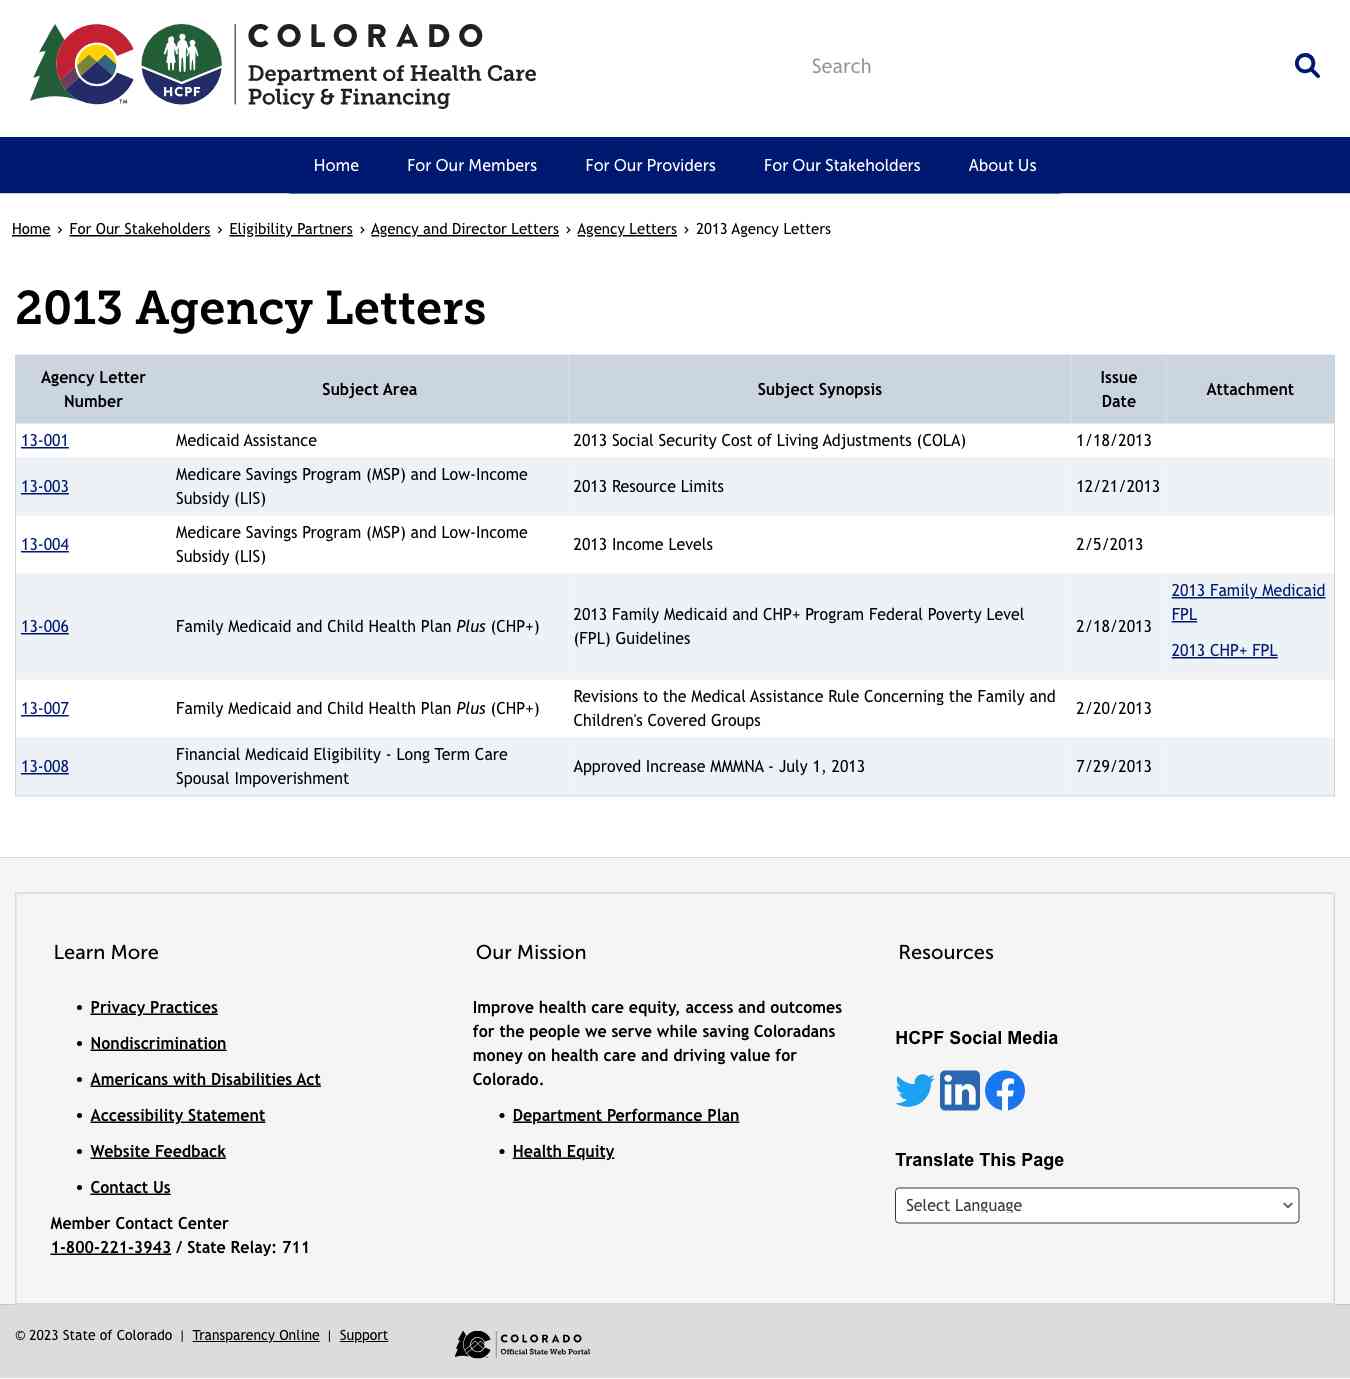 COLORADO
Department of Health Care
Policy & Financing
HCPF
TM
Search
Home For Our Members For Our Providers For Our Stakeholders About Us
Home › For Our Stakeholders › Eligibility Partners › Agency and Director Letters › Agency Letters › 2013 Agency Letters
2013 Agency Letters
Agency Letter Number Subject Area Subject Synopsis Issue Date Attachment
13-001 Medicaid Assistance 2013 Social Security Cost of Living Adjustments (COLA) 1/18/2013
13-003 Medicare Savings Program (MSP) and Low-Income Subsidy (LIS) 2013 Resource Limits 12/21/2013
13-004 Medicare Savings Program (MSP) and Low-Income Subsidy (LIS) 2013 Income Levels 2/5/2013
13-006 Family Medicaid and Child Health Plan Plus (CHP+) 2013 Family Medicaid and CHP+ Program Federal Poverty Level (FPL) Guidelines 2/18/2013 2013 Family Medicaid FPL
2013 CHP+ FPL
13-007 Family Medicaid and Child Health Plan Plus (CHP+) Revisions to the Medical Assistance Rule Concerning the Family and Children's Covered Groups 2/20/2013
13-008 Financial Medicaid Eligibility - Long Term Care Spousal Impoverishment Approved Increase MMMNA - July 1, 2013 7/29/2013
Learn More
• Privacy Practices
• Nondiscrimination
• Americans with Disabilities Act
• Accessibility Statement
• Website Feedback
• Contact Us
Member Contact Center
1-800-221-3943 / State Relay: 711
Our Mission
Improve health care equity, access and outcomes
for the people we serve while saving Coloradans
money on health care and driving value for
Colorado.
• Department Performance Plan
• Health Equity
Resources
HCPF Social Media
in
Translate This Page
Select Language
© 2023 State of Colorado | Transparency Online | Support
COLORADO
Official State Web Portal